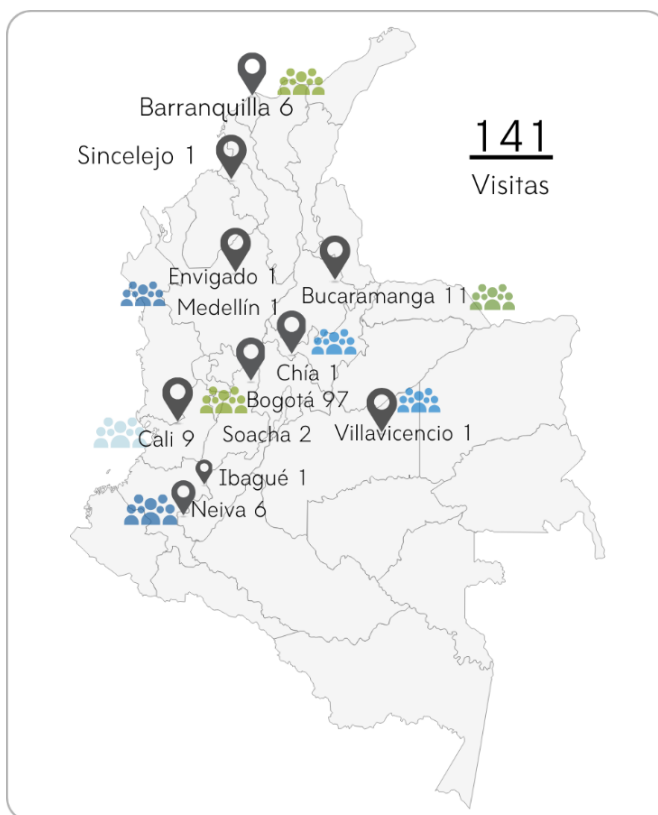 Barranquilla 6
141
Visitas
Sincelejo 1
Envigado 1
Medellín 1
Bucaramanga 11
Chía 1
Bogotá 97
Cali 9
Soacha 2
Villavicencio 1
Ibagué 1
Neiva 6